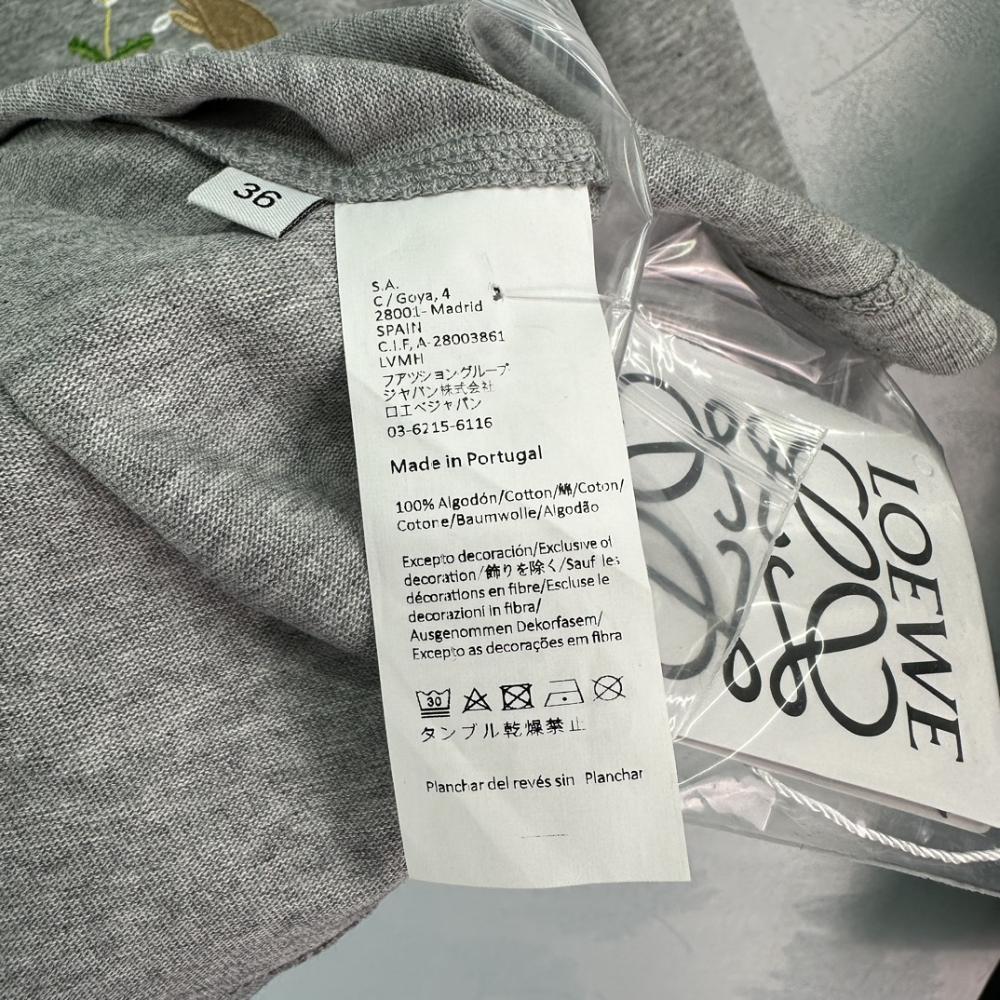 36
S.A.
C/Goya, 4
28001- Madrid
SPAIN
C.I.F, A-28003861
LVMH
フアツショングループ
ジャパン株式会社
ロエベジャパン
03-6215-6116
Made in Portugal
100% Algodón/Cotton/綿/Coton/
Cotone/Baumwolle/Algodão
Excepto decoración/Exclusive of
decoration/飾りを除く/Sauf les
décorations en fibre/Escluse le
decorazioni in fibra/
Ausgenommen Dekorfasem/
Excepto as decorações em fibra
30
タンブル乾燥禁止
Planchar del revés sin Planchar
LOEWE